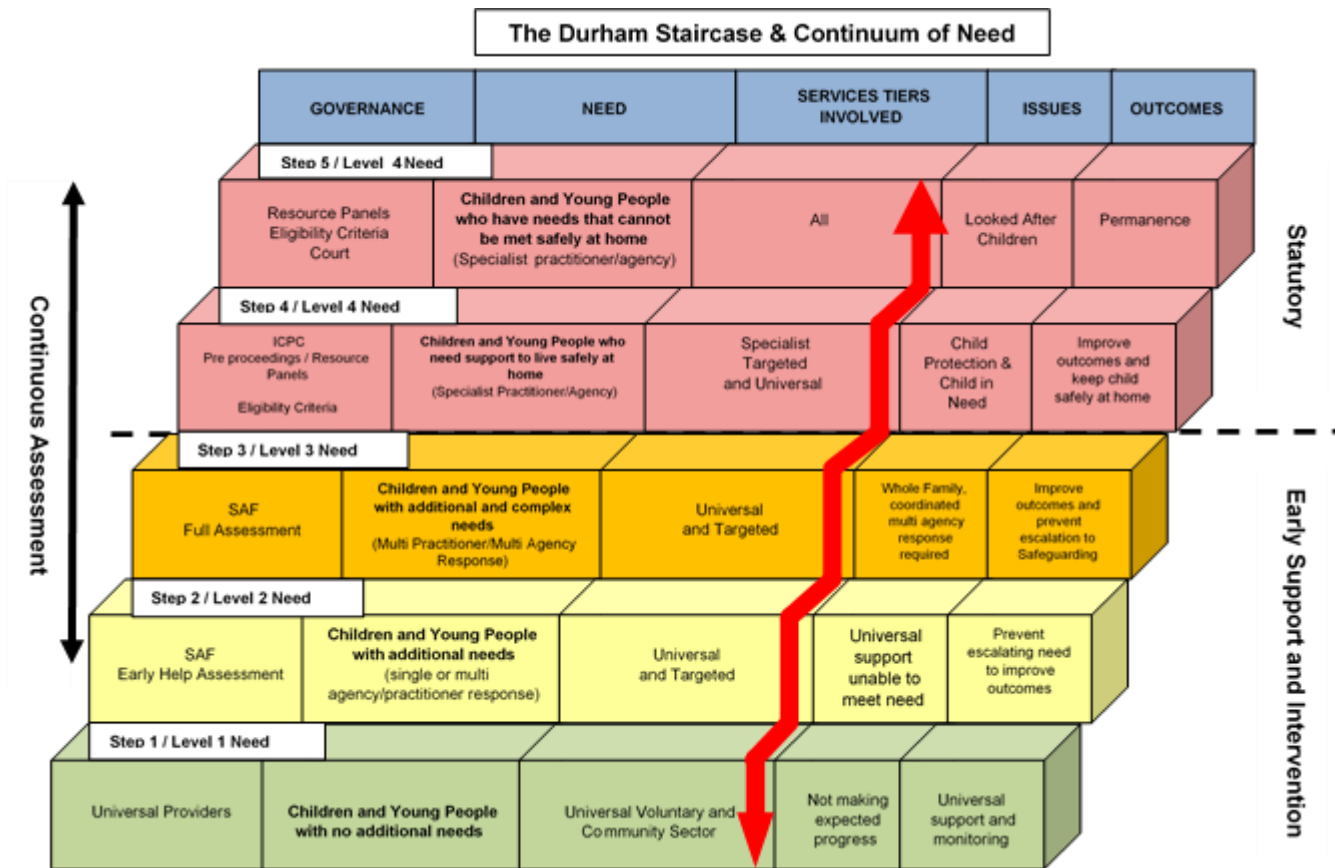 The Durham Staircase & Continuum of Need
GOVERNANCE
NEED
SERVICES TIERS
INVOLVED
ISSUES
OUTCOMES
Step 5 / Level 4 Need
Resource Panels
Eligibility Criteria
Court
Children and Young People
who have needs that cannot
be met safely at home
(Specialist practitioner/agency)
All
Looked After
Children
Permanence
Step 4 / Level 4 Need
ICPC
Pre proceedings / Resource
Panels
Eligibility Criteria
Children and Young People who
need support to live safely at
home
(Specialist Practitioner/Agency)
Specialist
Targeted
and Universal
Child
Protection &
Child in
Need
Improve
outcomes and
keep child
safely at home
Step 3 / Level 3 Need
SAF
Full Assessment
Children and Young People
with additional and complex
needs
(Multi Practitioner/Multi Agency
Response)
Universal
and Targeted
Whole Family,
coordinated
multi agency
response
required
Improve
outcomes and
prevent
escalation to
Safeguarding
Step 2 / Level 2 Need
SAF
Early Help Assessment
Children and Young People
with additional needs
(single or multi
agency/practitioner response)
Universal
and Targeted
Universal
support
unable to
meet need
Prevent
escalating need
to improve
outcomes
Step 1 / Level 1 Need
Universal Providers
Children and Young People
with no additional needs
Universal Voluntary and
Community Sector
Not making
expected
progress
Universal
support and
monitoring
Continuous Assessment
Statutory
Early Support and Intervention